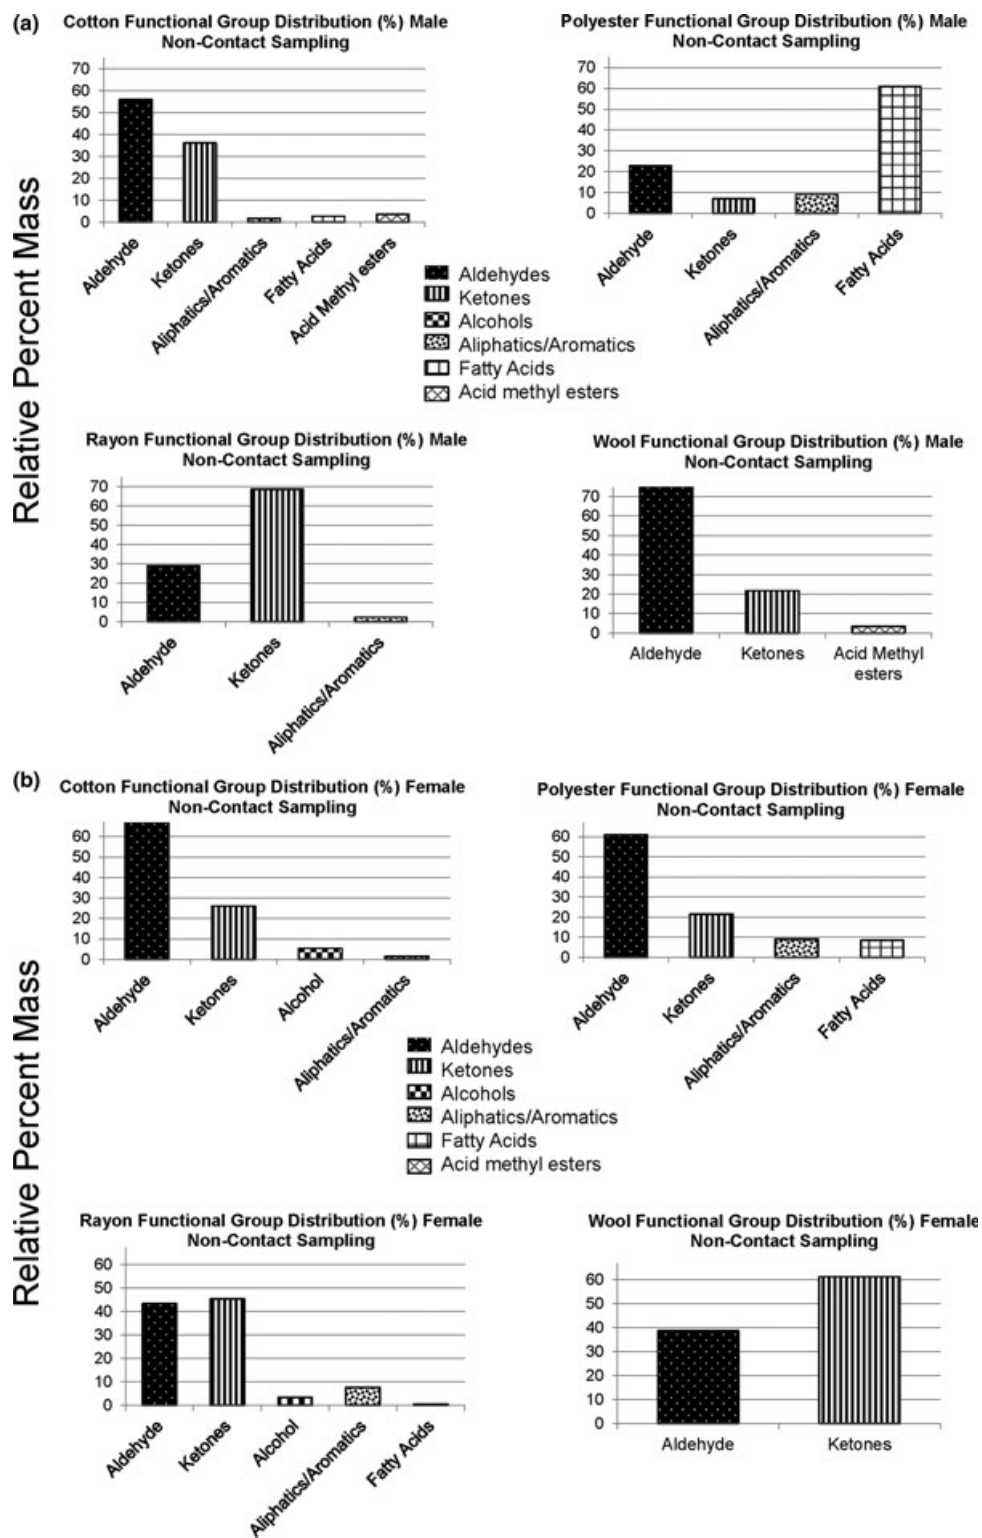 (a)
Cotton Functional Group Distribution (%) Male
Non-Contact Sampling
70
60
50
40
30
20
10
0
Aldehyde
Ketones
Aliphatics/Aromatics
Fatty Acids
Acid Methyl esters
Polyester Functional Group Distribution (%) Male
Non-Contact Sampling
70
60
50
40
30
20
10
0
Aldehyde
Ketones
Aliphatics/Aromatics
Fatty Acids
Relative Percent Mass
Aldehydes
Ketones
Alcohols
Aliphatics/Aromatics
Fatty Acids
Acid methyl esters
Rayon Functional Group Distribution (%) Male
Non-Contact Sampling
70
60
50
40
30
20
10
0
Aldehyde
Ketones
Aliphatics/Aromatics
Wool Functional Group Distribution (%) Male
Non-Contact Sampling
70
60
50
40
30
20
10
0
Aldehyde
Ketones
Acid Methyl
esters
(b)
Cotton Functional Group Distribution (%) Female
Non-Contact Sampling
60
50
40
30
20
10
0
Aldehyde
Ketones
Alcohol
Aliphatics/Aromatics
Polyester Functional Group Distribution (%) Female
Non-Contact Sampling
60
50
40
30
20
10
0
Aldehyde
Ketones
Aliphatics/Aromatics
Fatty Acids
Relative Percent Mass
Aldehydes
Ketones
Alcohols
Aliphatics/Aromatics
Fatty Acids
Acid methyl esters
Rayon Functional Group Distribution (%) Female
Non-Contact Sampling
60
50
40
30
20
10
0
Aldehyde
Ketones
Alcohol
Aliphatics/Aromatics
Fatty Acids
Wool Functional Group Distribution (%) Female
Non-Contact Sampling
60
50
40
30
20
10
0
Aldehyde
Ketones